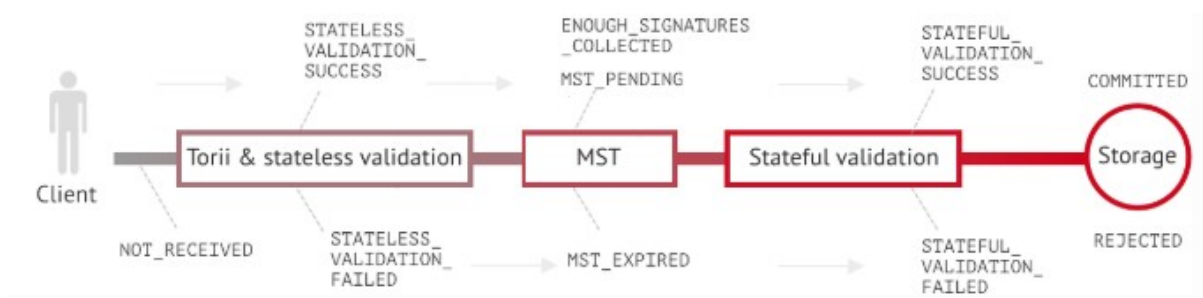 STATELESS_
VALIDATION_
SUCCESS
ENOUGH_SIGNATURES
_COLLECTED
MST_PENDING
STATEFUL_
VALIDATION_
SUCCESS
COMMITTED
Client
Torii & stateless validation
MST
Stateful validation
Storage
NOT_RECEIVED
STATELESS_
VALIDATION_
FAILED
MST_EXPIRED
STATEFUL_
VALIDATION_
FAILED
REJECTED